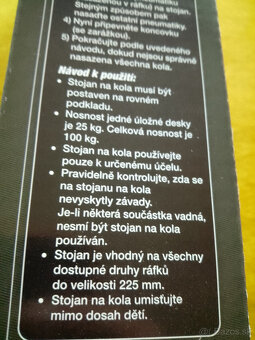 zenou v ráfku) na stojan.
Stejným způsobem pak
nasaďte ostatní pneumatiky.
4) Nyní připevněte koncovku
(se zarážkou).
5) Pokračujte podle uvedeného
návodu, dokud nejsou správně
nasazena všechna kola.
Návod k použití:
• Stojan na kola musí být
postaven na rovném
podkladu.
• Nosnost jedné úložné desky
je 25 kg. Celková nosnost je
100 kg.
• Stojan na kola používejte
pouze k určenému účelu.
• Pravidelně kontrolujte, zda se
na stojanu na kola
nevyskytly závady.
Je-li některá součástka vadná,
nesmí být stojan na kola
používán.
• Stojan je vhodný na všechny
dostupné druhy ráfků
do velikosti 225 mm.
• Stojan na kola umisťujte
mimo dosah dětí.